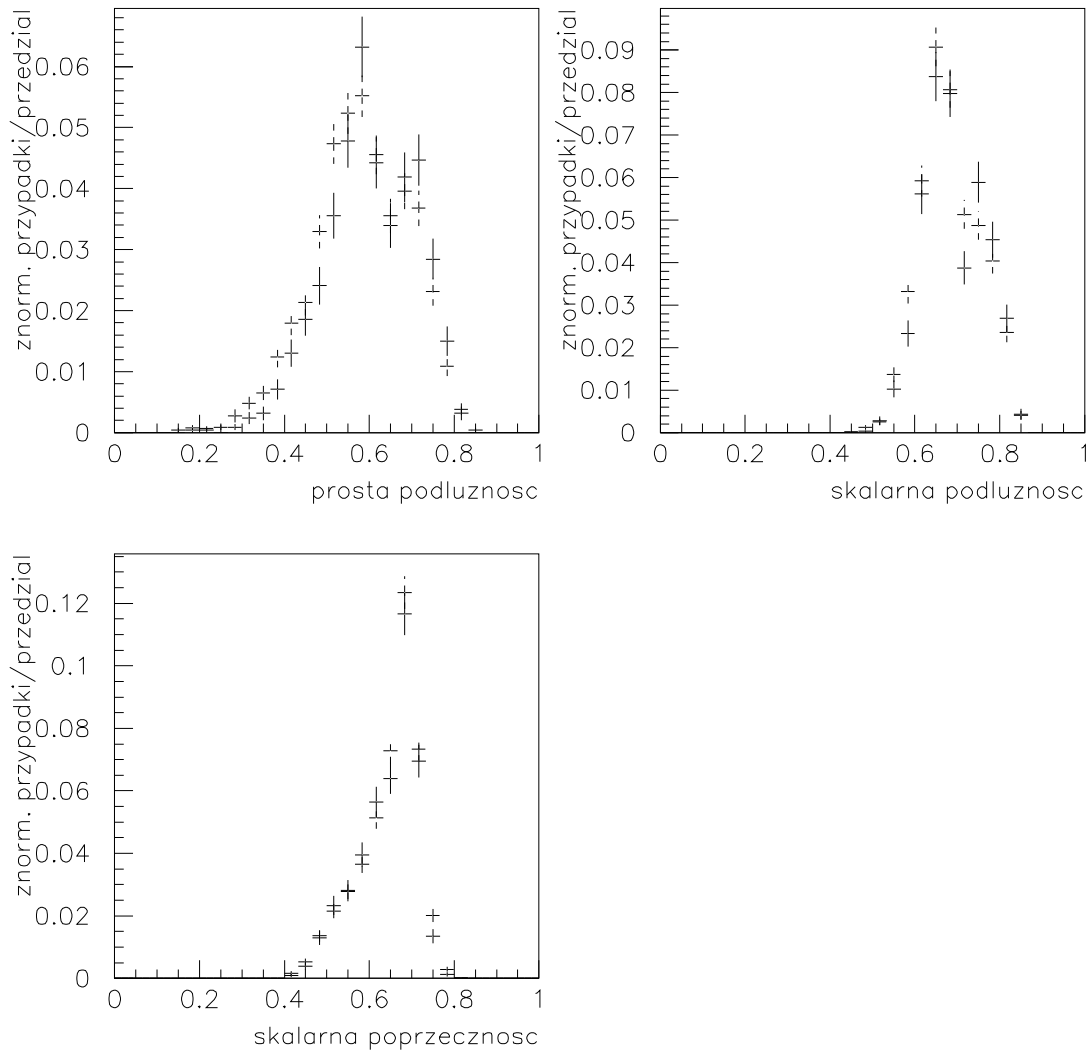 znorm. przypadki/przedzial
0.06
0.05
0.04
0.03
0.02
0.01
0
0 0.2 0.4 0.6 0.8 1
prosta podluznosc
znorm. przypadki/przedzial
0.09
0.08
0.07
0.06
0.05
0.04
0.03
0.02
0.01
0
0 0.2 0.4 0.6 0.8 1
skalarna podluznosc
znorm. przypadki/przedzial
0.12
0.1
0.08
0.06
0.04
0.02
0
0 0.2 0.4 0.6 0.8 1
skalarna poprzecznosc